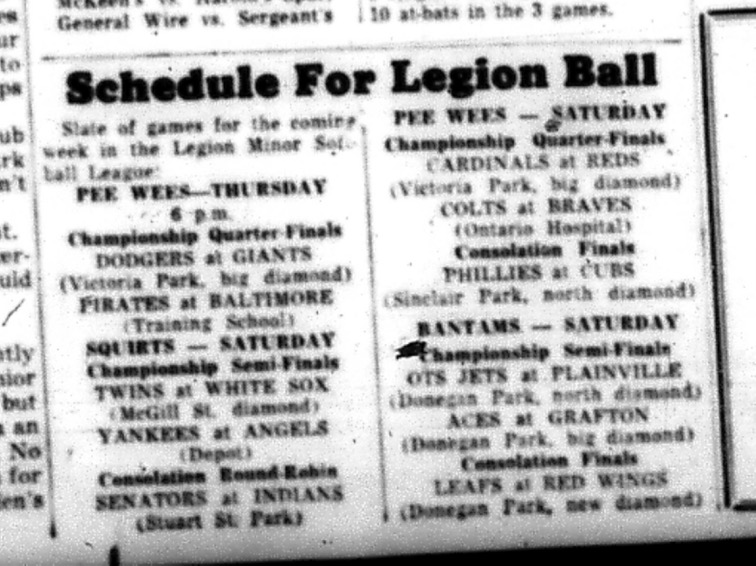 General Wire vs. Sergeant's
10 at-bats in the 3 games.
Schedule For Legion Ball
Slate of games for the coming
week in the Legion Minor Sof-
ball League:
PEE WEES—THURSDAY
6 p.m.
Championship Quarter-Finals
DODGERS at GIANTS
(Victoria Park, big diamond)
PIRATES at BALTIMORE
(Training School)
SQUIRTS — SATURDAY
Championship Semi-Finals
TWINS at WHITE SOX
(McGill St. diamond)
YANKEES at ANGELS
(Depot)
Consolation Round-Robin
SENATORS at INDIANS
(Stuart St. Park)
PEE WEES — SATURDAY
Championship Quarter-Finals
CARDINALS at REDS
(Victoria Park, big diamond)
COLTS at BRAVES
(Ontario Hospital)
Consolation Finals
PHILLIES at CUBS
(Sinclair Park, north diamond)
BANTAMS — SATURDAY
Championship Semi-Finals
OTS JETS at PLAINVILLE
(Donegan Park, north diamond)
ACES at GRAFTON
(Donegan Park, big diamond)
Consolation Finals
LEAFS at RED WINGS
(Donegan Park, new diamond)